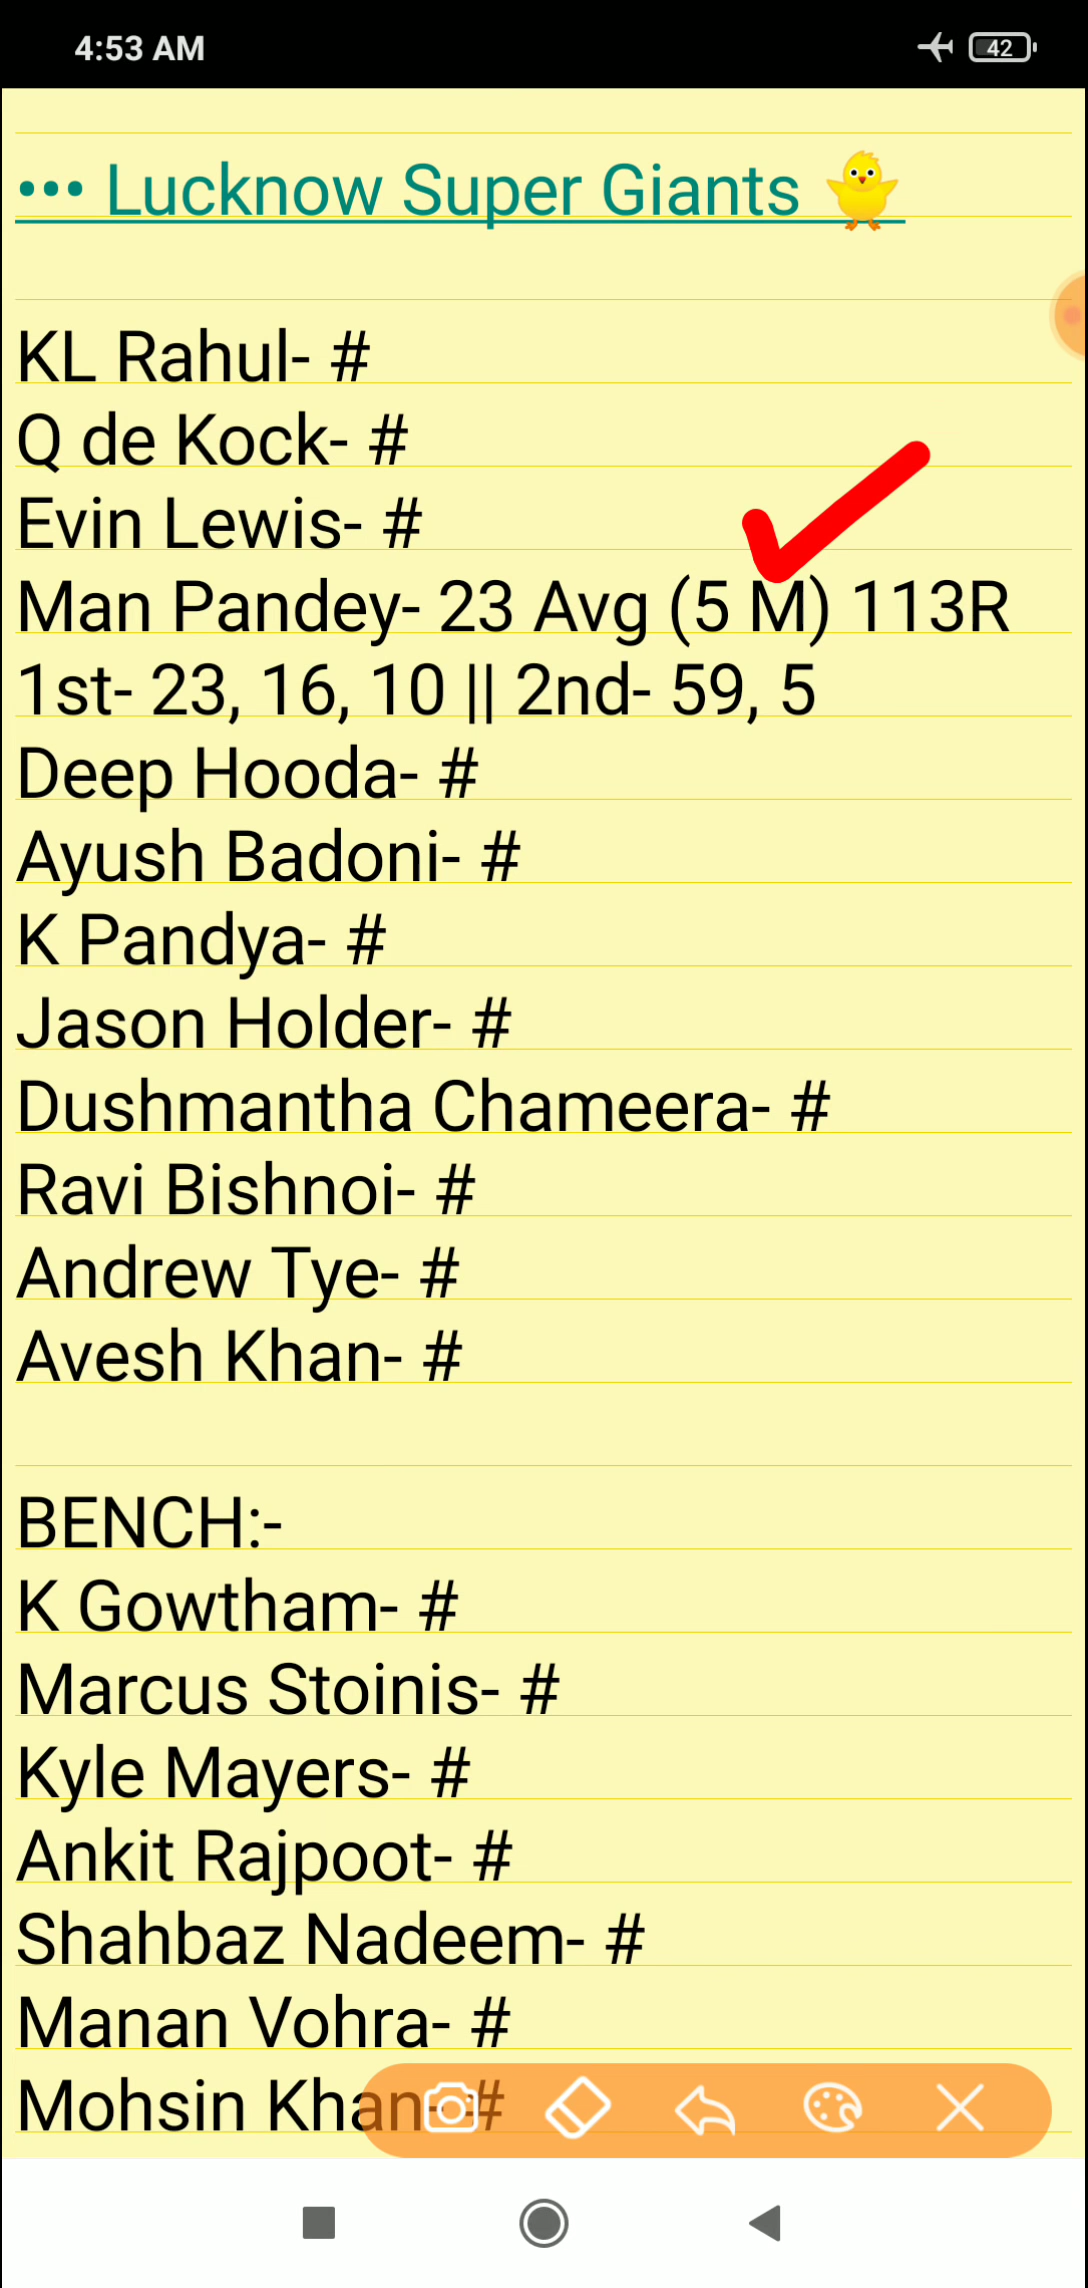 4:53 AM 42
••• Lucknow Super Giants 🐥
KL Rahul- #
Q de Kock- #
Evin Lewis- #
Man Pandey- 23 Avg (5 M) 113R
1st- 23, 16, 10 || 2nd- 59, 5
Deep Hooda- #
Ayush Badoni- #
K Pandya- #
Jason Holder- #
Dushmantha Chameera- #
Ravi Bishnoi- #
Andrew Tye- #
Avesh Khan- #
BENCH:-
K Gowtham- #
Marcus Stoinis- #
Kyle Mayers- #
Ankit Rajpoot- #
Shahbaz Nadeem- #
Manan Vohra- #
Mohsin Khan- #